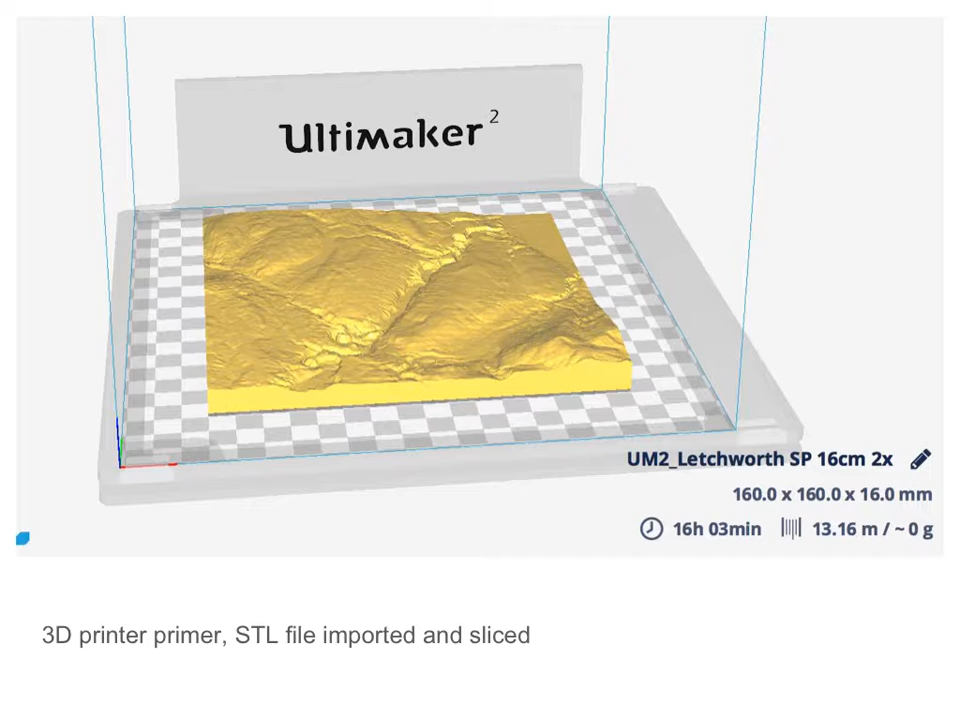 Ultimaker 2
UM2_Letchworth SP 16cm 2x
160.0 x 160.0 x 16.0 mm
16h 03min 13.16 m / ~ 0 g
3D printer primer, STL file imported and sliced